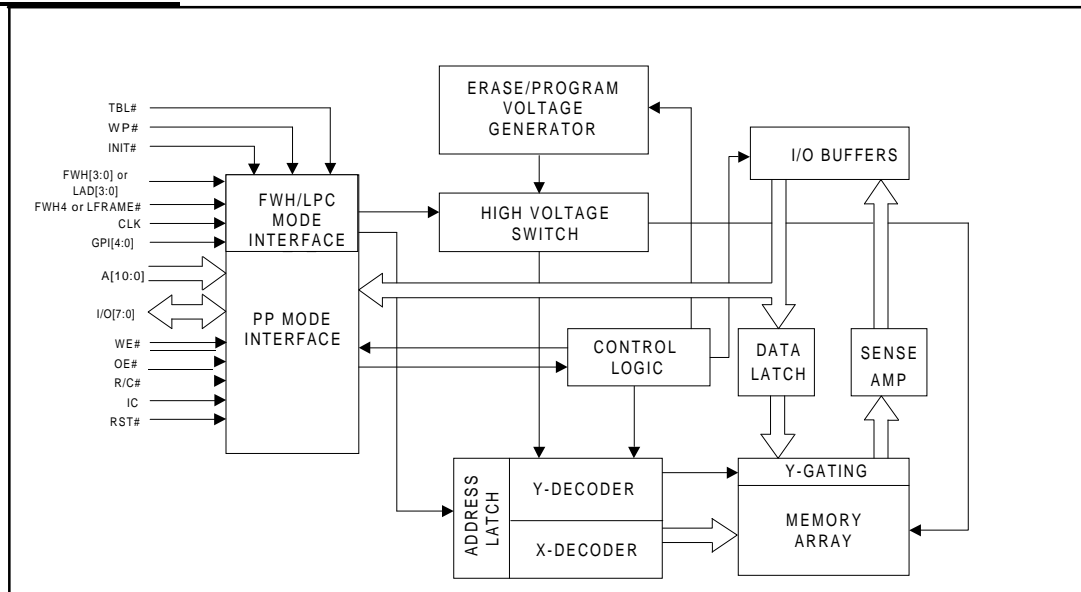 TBL#
WP#
INIT#
FWH[3:0] or
LAD[3:0]
FWH4 or LFRAME#
CLK
GPI[4:0]
A[10:0]
I/O[7:0]
WE#
OE#
R/C#
IC
RST#
FWH/LPC
MODE
INTERFACE
PP MODE
INTERFACE
ERASE/PROGRAM
VOLTAGE
GENERATOR
HIGH VOLTAGE
SWITCH
I/O BUFFERS
CONTROL
LOGIC
DATA
LATCH
SENSE
AMP
ADDRESS
LATCH
Y-DECODER
X-DECODER
Y-GATING
MEMORY
ARRAY